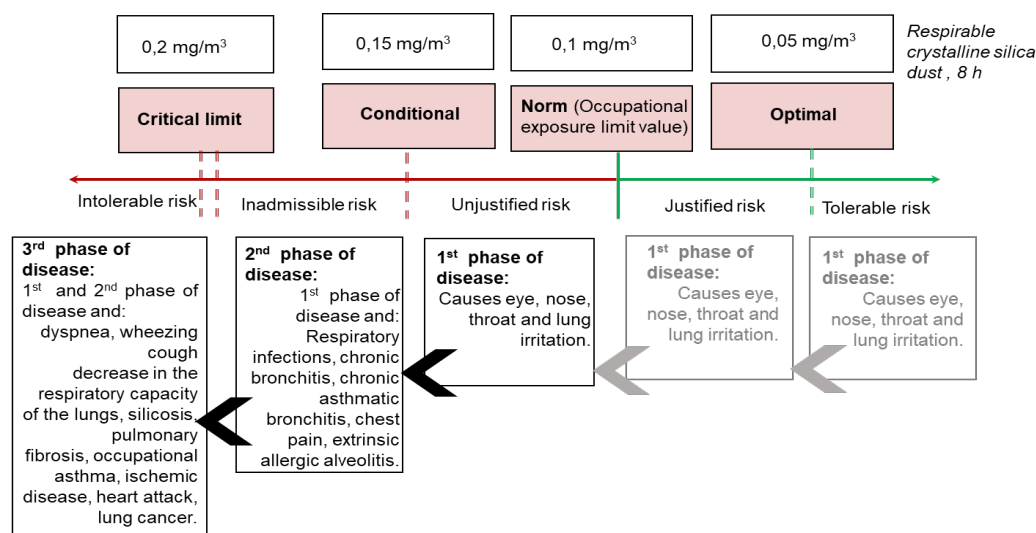 0,2 mg/m³
0,15 mg/m³
0,1 mg/m³
0,05 mg/m³
Respirable
crystalline silica
dust , 8 h
Critical limit
Conditional
Norm (Occupational
exposure limit value)
Optimal
Intolerable risk
Inadmissible risk
Unjustified risk
Justified risk
Tolerable risk
3rd phase of
disease:
1st and 2nd phase of
disease and:
dyspnea, wheezing
cough
decrease in the
respiratory capacity
of the lungs, silicosis,
pulmonary
fibrosis, occupational
asthma, ischemic
disease, heart attack,
lung cancer.
2nd phase of
disease:
1st phase of
disease and:
Respiratory
infections, chronic
bronchitis, chronic
asthmatic
bronchitis, chest
pain, extrinsic
allergic alveolitis.
1st phase of
disease:
Causes eye, nose,
throat and lung
irritation.
1st phase of
disease:
Causes eye,
nose, throat and
lung irritation.
1st phase of
disease:
Causes eye,
nose, throat and
lung irritation.